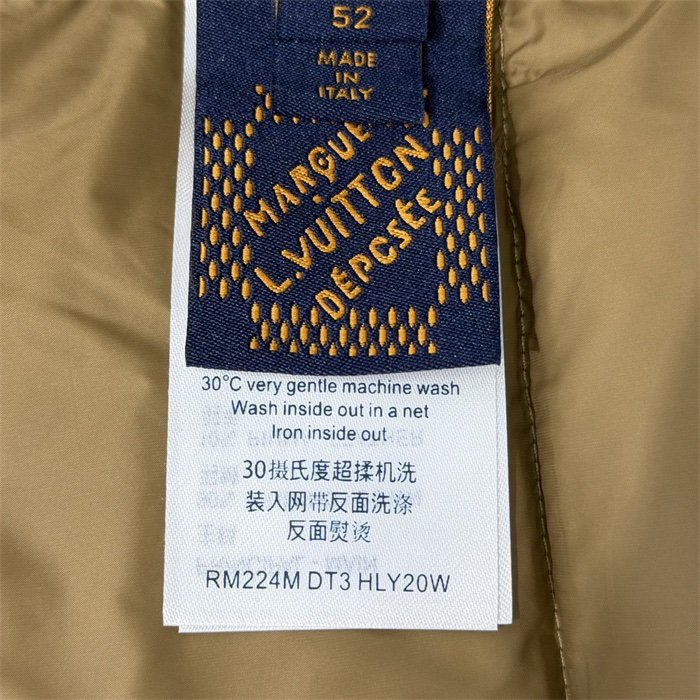 52
MADE
IN
ITALY
MARQUE
L.VUITTON
DÉPOSÉE
30°C very gentle machine wash
Wash inside out in a net
Iron inside out
30摄氏度超揉机洗
装入网带反面洗涤
反面熨烫
RM224M DT3 HLY20W